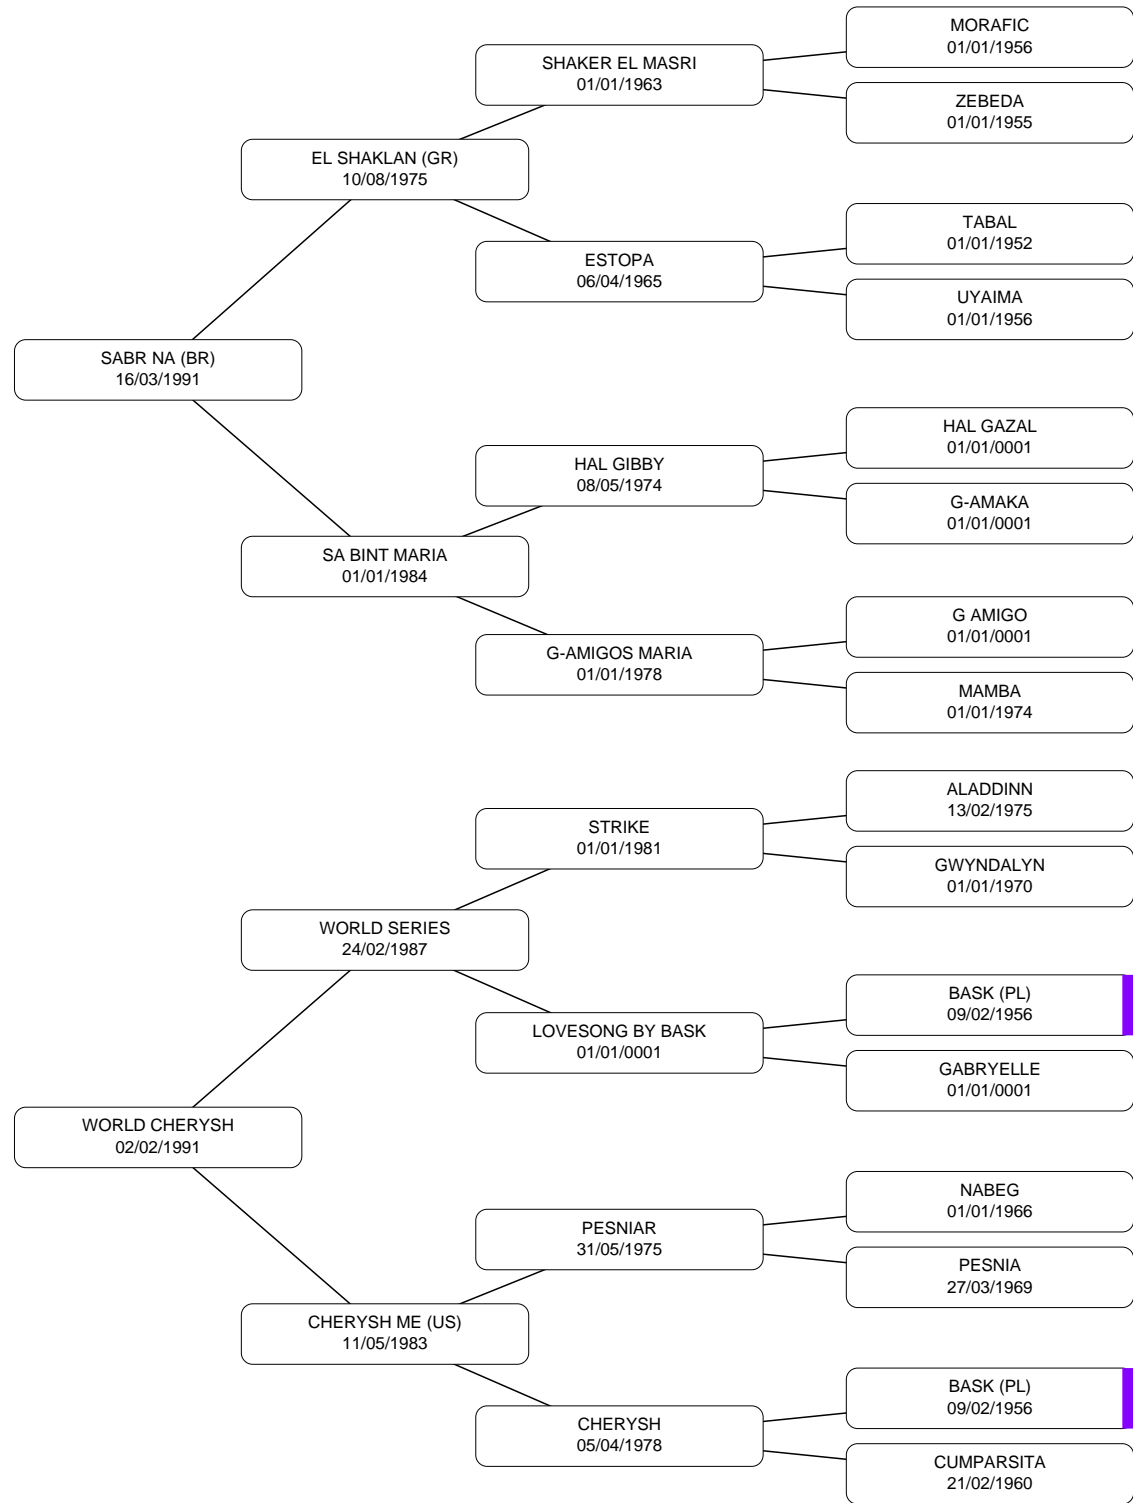 MORAFIC
01/01/1956
SHAKER EL MASRI
01/01/1963
ZEBEDA
01/01/1955
EL SHAKLAN (GR)
10/08/1975
TABAL
01/01/1952
ESTOPA
06/04/1965
UYAIMA
01/01/1956
SABR NA (BR)
16/03/1991
HAL GAZAL
01/01/0001
HAL GIBBY
08/05/1974
G-AMAKA
01/01/0001
SA BINT MARIA
01/01/1984
G AMIGO
01/01/0001
G-AMIGOS MARIA
01/01/1978
MAMBA
01/01/1974
ALADDINN
13/02/1975
STRIKE
01/01/1981
GWYNDALYN
01/01/1970
WORLD SERIES
24/02/1987
BASK (PL)
09/02/1956
LOVESONG BY BASK
01/01/0001
GABRYELLE
01/01/0001
WORLD CHERYSH
02/02/1991
NABEG
01/01/1966
PESNIAR
31/05/1975
PESNIA
27/03/1969
CHERYSH ME (US)
11/05/1983
BASK (PL)
09/02/1956
CHERYSH
05/04/1978
CUMPARSITA
21/02/1960